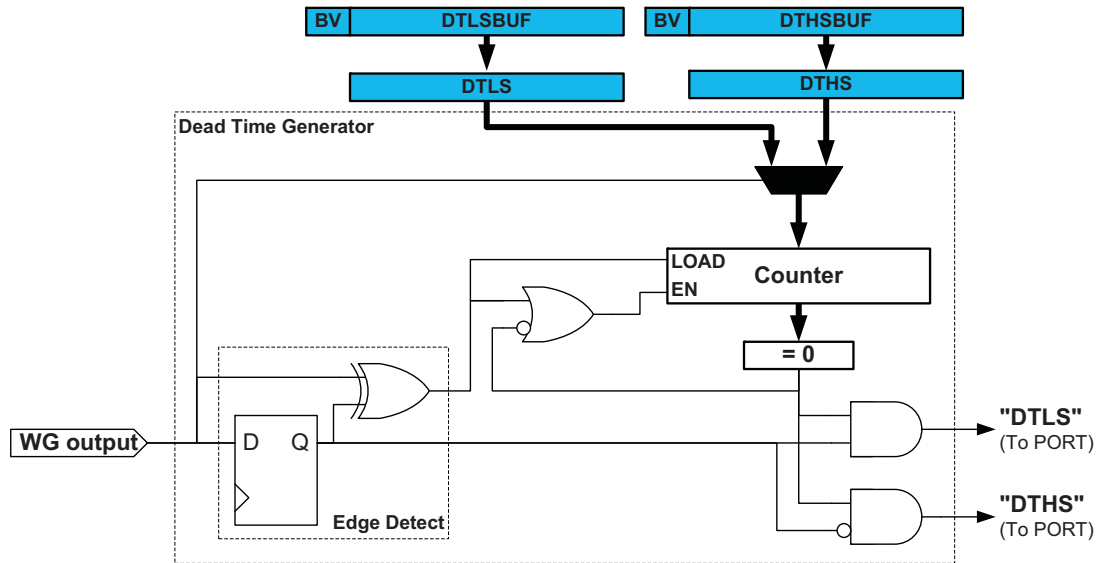 BV DTLSBUF BV DTHSBUF
DTLS DTHS
Dead Time Generator
LOAD
Counter
EN
= 0
WG output
D Q
Edge Detect
"DTLS"
(To PORT)
"DTHS"
(To PORT)